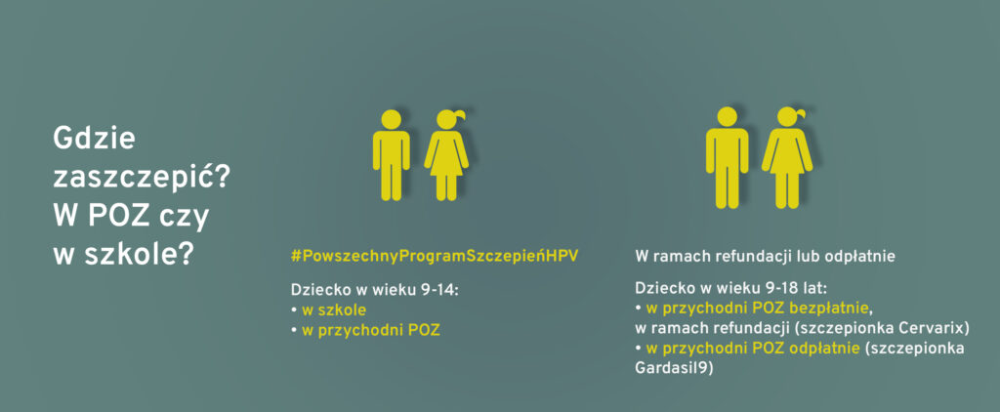 Gdzie
zaszczepić?
W POZ czy
w szkole?
#PowszechnyProgramSzczepieńHPV
Dziecko w wieku 9-14:
• w szkole
• w przychodni POZ
W ramach refundacji lub odpłatnie
Dziecko w wieku 9-18 lat:
• w przychodni POZ bezpłatnie,
w ramach refundacji (szczepionka Cervarix)
• w przychodni POZ odpłatnie (szczepionka
Gardasil9)